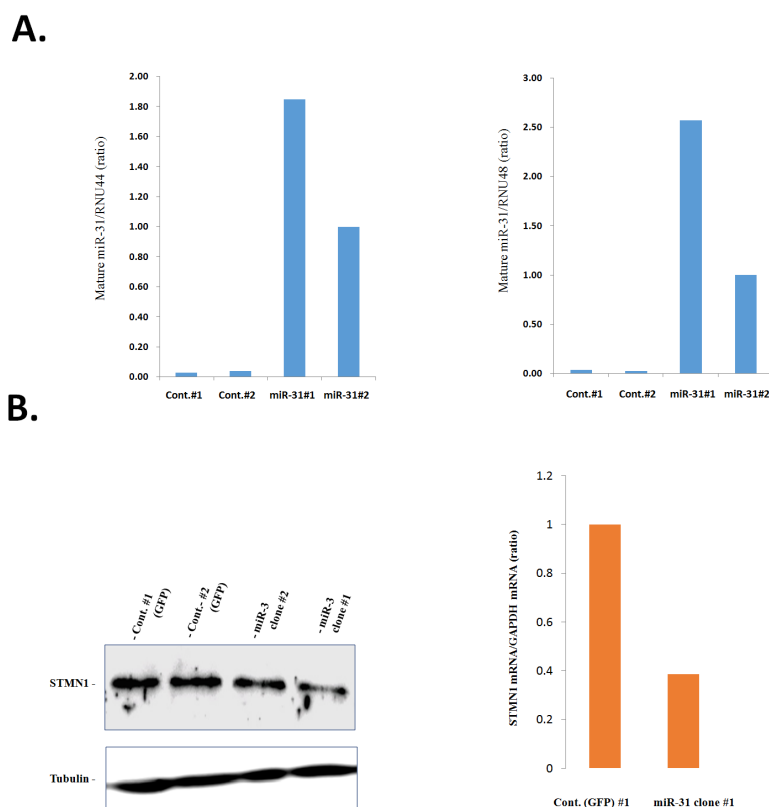 A.
Mature miR-31/RNU44 (ratio)
2.00
1.80
1.60
1.40
1.20
1.00
0.80
0.60
0.40
0.20
0.00
Cont.#1 Cont.#2 miR-31#1 miR-31#2
Mature miR-31/RNU48 (ratio)
3.00
2.50
2.00
1.50
1.00
0.50
0.00
Cont.#1 Cont.#2 miR-31#1 miR-31#2
B.
- Cont. #1
(GFP)
- Cont.- #2
(GFP)
- miR-3
clone #2
- miR-3
clone #1
STMN1 -
Tubulin -
STMN1 mRNA/GAPDH mRNA (ratio)
1.2
1
0.8
0.6
0.4
0.2
0
Cont. (GFP) #1 miR-31 clone #1